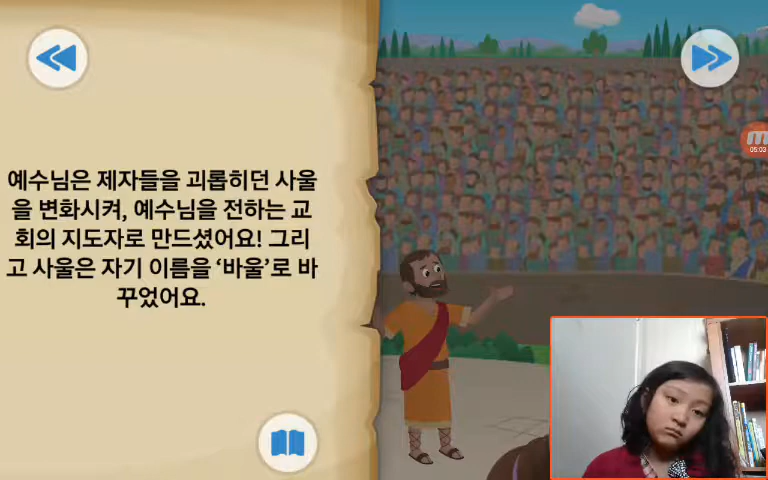 예수님은 제자들을 괴롭히던 사울
을 변화시켜, 예수님을 전하는 교
회의 지도자로 만드셨어요! 그리
고 사울은 자기 이름을 ‘바울’로 바
꾸었어요.
05:03